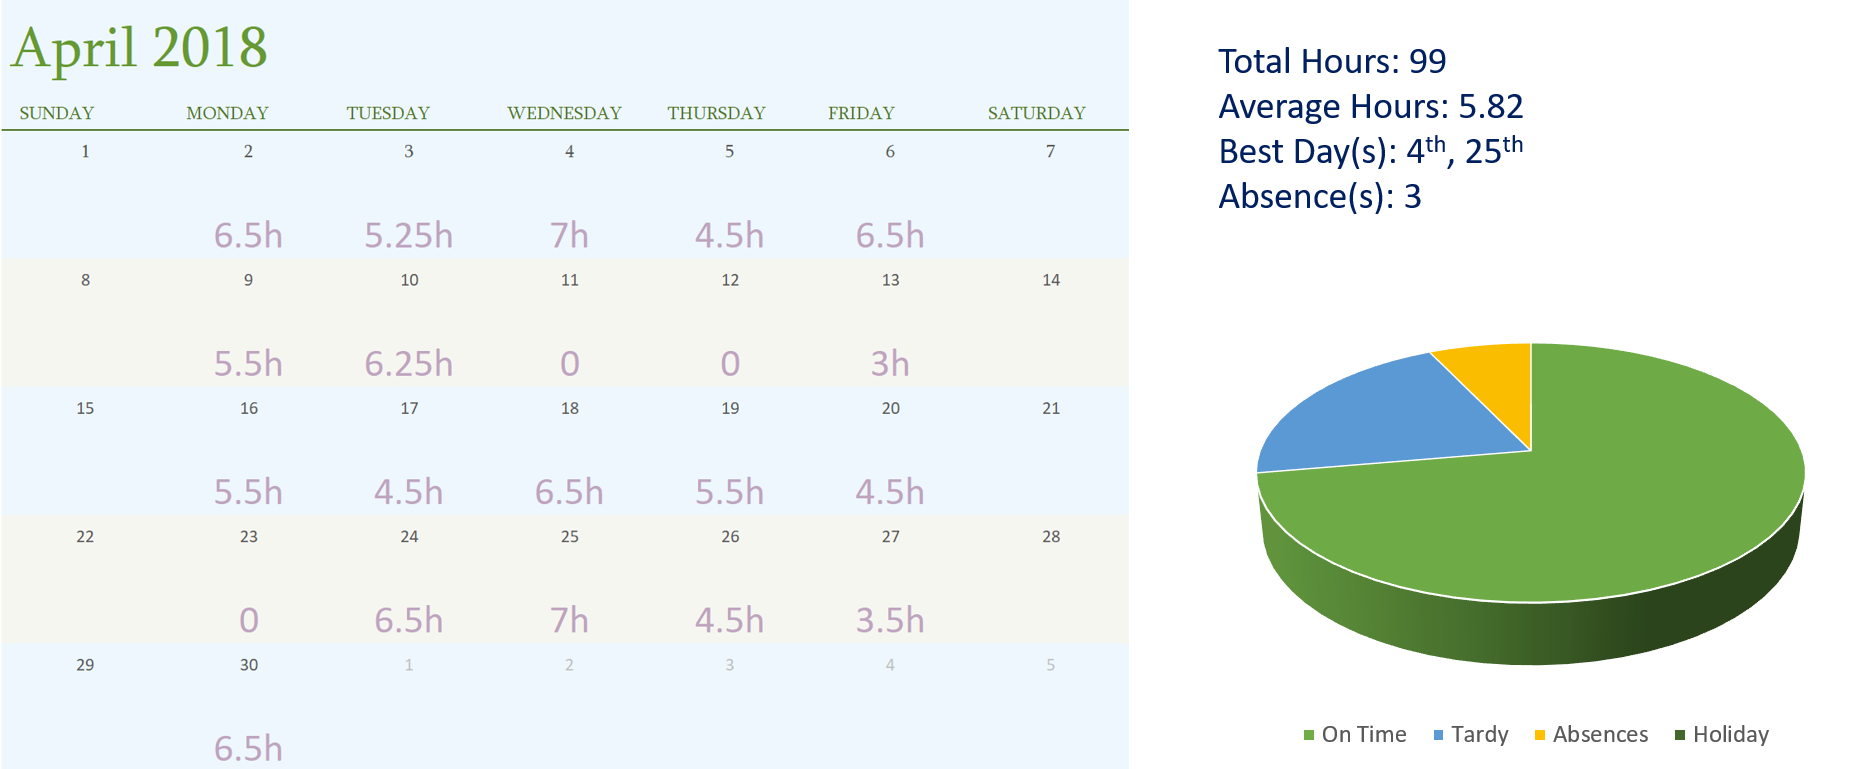 April 2018
SUNDAY MONDAY TUESDAY WEDNESDAY THURSDAY FRIDAY SATURDAY
1 2 3 4 5 6 7
6.5h 5.25h 7h 4.5h 6.5h
8 9 10 11 12 13 14
5.5h 6.25h 0 0 3h
15 16 17 18 19 20 21
5.5h 4.5h 6.5h 5.5h 4.5h
22 23 24 25 26 27 28
0 6.5h 7h 4.5h 3.5h
29 30 1 2 3 4 5
6.5h
Total Hours: 99
Average Hours: 5.82
Best Day(s): 4th, 25th
Absence(s): 3
On Time Tardy Absences Holiday